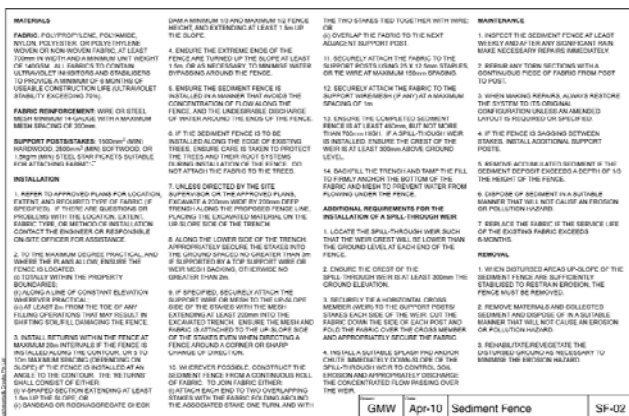 MATERIALS
FABRIC: POLYPROPYLENE, POLYAMIDE,
NYLON, POLYESTER, OR POLYETHYLENE
WOVEN OR NON-WOVEN FABRIC, AT LEAST
700mm IN WIDTH AND A MINIMUM UNIT WEIGHT
OF 140GSM. ALL FABRICS TO CONTAIN
ULTRAVIOLET INHIBITORS AND STABILISERS
TO PROVIDE A MINIMUM OF 6 MONTHS OF
USEABLE CONSTRUCTION LIFE (ULTRAVIOLET
STABILITY EXCEEDING 70%).
FABRIC REINFORCEMENT: WIRE OR STEEL
MESH MINIMUM 14-GAUGE WITH A MAXIMUM
MESH SPACING OF 200mm.
SUPPORT POSTS/STAKES: 1500mm² (MIN)
HARDWOOD, 2500mm² (MIN) SOFTWOOD, OR
1.5kg/m (MIN) STEEL STAR PICKETS SUITABLE
FOR ATTACHING FABRIC.
INSTALLATION
1. REFER TO APPROVED PLANS FOR LOCATION,
EXTENT, AND REQUIRED TYPE OF FABRIC (IF
SPECIFIED). IF THERE ARE QUESTIONS OR
PROBLEMS WITH THE LOCATION, EXTENT,
FABRIC TYPE, OR METHOD OF INSTALLATION
CONTACT THE ENGINEER OR RESPONSIBLE
ON-SITE OFFICER FOR ASSISTANCE.
2. TO THE MAXIMUM DEGREE PRACTICAL, AND
WHERE THE PLANS ALLOW, ENSURE THE
FENCE IS LOCATED:
(i) TOTALLY WITHIN THE PROPERTY
BOUNDARIES;
(ii) ALONG A LINE OF CONSTANT ELEVATION
WHEREVER PRACTICAL;
(iii) AT LEAST 2m FROM THE TOE OF ANY
FILLING OPERATIONS THAT MAY RESULT IN
SHIFTING SOIL/FILL DAMAGING THE FENCE.
3. INSTALL RETURNS WITHIN THE FENCE AT
MAXIMUM 20m INTERVALS IF THE FENCE IS
INSTALLED ALONG THE CONTOUR, OR 5 TO
10m MAXIMUM SPACING (DEPENDING ON
SLOPE) IF THE FENCE IS INSTALLED AT AN
ANGLE TO THE CONTOUR. THE 'RETURNS'
SHALL CONSIST OF EITHER:
(i) V-SHAPED SECTION EXTENDING AT LEAST
1.5m UP THE SLOPE; OR
(ii) SANDBAG OR ROCK/AGGREGATE CHECK
DAM A MINIMUM 1/3 AND MAXIMUM 1/2 FENCE
HEIGHT, AND EXTENDING AT LEAST 1.5m UP
THE SLOPE.
4. ENSURE THE EXTREME ENDS OF THE
FENCE ARE TURNED UP THE SLOPE AT LEAST
1.5m, OR AS NECESSARY, TO MINIMISE WATER
BYPASSING AROUND THE FENCE.
5. ENSURE THE SEDIMENT FENCE IS
INSTALLED IN A MANNER THAT AVOIDS THE
CONCENTRATION OF FLOW ALONG THE
FENCE, AND THE UNDESIRABLE DISCHARGE
OF WATER AROUND THE ENDS OF THE FENCE.
6. IF THE SEDIMENT FENCE IS TO BE
INSTALLED ALONG THE EDGE OF EXISTING
TREES, ENSURE CARE IS TAKEN TO PROTECT
THE TREES AND THEIR ROOT SYSTEMS
DURING INSTALLATION OF THE FENCE. DO
NOT ATTACH THE FABRIC TO THE TREES.
7. UNLESS DIRECTED BY THE SITE
SUPERVISOR OR THE APPROVED PLANS,
EXCAVATE A 200mm WIDE BY 200mm DEEP
TRENCH ALONG THE PROPOSED FENCE LINE,
PLACING THE EXCAVATED MATERIAL ON THE
UP-SLOPE SIDE OF THE TRENCH.
8. ALONG THE LOWER SIDE OF THE TRENCH,
APPROPRIATELY SECURE THE STAKES INTO
THE GROUND SPACED NO GREATER THAN 3m
IF SUPPORTED BY A TOP SUPPORT WIRE OR
WEIR MESH BACKING, OTHERWISE NO
GREATER THAN 2m.
9. IF SPECIFIED, SECURELY ATTACH THE
SUPPORT WIRE OR MESH TO THE UP-SLOPE
SIDE OF THE STAKES WITH THE MESH
EXTENDING AT LEAST 200mm INTO THE
EXCAVATED TRENCH. ENSURE THE MESH AND
FABRIC IS ATTACHED TO THE UP-SLOPE SIDE
OF THE STAKES EVEN WHEN DIRECTING A
FENCE AROUND A CORNER OR SHARP
CHANGE OF DIRECTION.
10. WHEREVER POSSIBLE, CONSTRUCT THE
SEDIMENT FENCE FROM A CONTINUOUS ROLL
OF FABRIC. TO JOIN FABRIC EITHER:
(i) ATTACH EACH END TO TWO OVERLAPPING
STAKES WITH THE FABRIC FOLDING AROUND
THE ASSOCIATED STAKE ONE TURN, AND WITH
THE TWO STAKES TIED TOGETHER WITH WIRE;
OR
(ii) OVERLAP THE FABRIC TO THE NEXT
ADJACENT SUPPORT POST.
11. SECURELY ATTACH THE FABRIC TO THE
SUPPORT POSTS USING 25 X 12.5mm STAPLES,
OR TIE WIRE AT MAXIMUM 150mm SPACING.
12. SECURELY ATTACH THE FABRIC TO THE
SUPPORT WIRE/MESH (IF ANY) AT A MAXIMUM
SPACING OF 1m.
13. ENSURE THE COMPLETED SEDIMENT
FENCE IS AT LEAST 450mm, BUT NOT MORE
THAN 700mm HIGH. IF A SPILL-THROUGH WEIR
IS INSTALLED, ENSURE THE CREST OF THE
WEIR IS AT LEAST 300mm ABOVE GROUND
LEVEL.
14. BACKFILL THE TRENCH AND TAMP THE FILL
TO FIRMLY ANCHOR THE BOTTOM OF THE
FABRIC AND MESH TO PREVENT WATER FROM
FLOWING UNDER THE FENCE.
ADDITIONAL REQUIREMENTS FOR THE
INSTALLATION OF A SPILL-THROUGH WEIR
1. LOCATE THE SPILL-THROUGH WEIR SUCH
THAT THE WEIR CREST WILL BE LOWER THAN
THE GROUND LEVEL AT EACH END OF THE
FENCE.
2. ENSURE THE CREST OF THE
SPILL-THROUGH WEIR IS AT LEAST 300mm THE
GROUND ELEVATION.
3. SECURELY TIE A HORIZONTAL CROSS
MEMBER (WEIR) TO THE SUPPORT POSTS/
STAKES EACH SIDE OF THE WEIR. CUT THE
FABRIC DOWN THE SIDE OF EACH POST AND
FOLD THE FABRIC OVER THE CROSS MEMBER
AND APPROPRIATELY SECURE THE FABRIC.
4. INSTALL A SUITABLE SPLASH PAD AND/OR
CHUTE IMMEDIATELY DOWN-SLOPE OF THE
SPILL-THROUGH WEIR TO CONTROL SOIL
EROSION AND APPROPRIATELY DISCHARGE
THE CONCENTRATED FLOW PASSING OVER
THE WEIR.
MAINTENANCE
1. INSPECT THE SEDIMENT FENCE AT LEAST
WEEKLY AND AFTER ANY SIGNIFICANT RAIN.
MAKE NECESSARY REPAIRS IMMEDIATELY.
2. REPAIR ANY TORN SECTIONS WITH A
CONTINUOUS PIECE OF FABRIC FROM POST
TO POST.
3. WHEN MAKING REPAIRS, ALWAYS RESTORE
THE SYSTEM TO ITS ORIGINAL
CONFIGURATION UNLESS AN AMENDED
LAYOUT IS REQUIRED OR SPECIFIED.
4. IF THE FENCE IS SAGGING BETWEEN
STAKES, INSTALL ADDITIONAL SUPPORT
POSTS.
5. REMOVE ACCUMULATED SEDIMENT IF THE
SEDIMENT DEPOSIT EXCEEDS A DEPTH OF 1/3
THE HEIGHT OF THE FENCE.
6. DISPOSE OF SEDIMENT IN A SUITABLE
MANNER THAT WILL NOT CAUSE AN EROSION
OR POLLUTION HAZARD.
7. REPLACE THE FABRIC IF THE SERVICE LIFE
OF THE EXISTING FABRIC EXCEEDS
6-MONTHS.
REMOVAL
1. WHEN DISTURBED AREAS UP-SLOPE OF THE
SEDIMENT FENCE ARE SUFFICIENTLY
STABILISED TO RESTRAIN EROSION, THE
FENCE MUST BE REMOVED.
2. REMOVE MATERIALS AND COLLECTED
SEDIMENT AND DISPOSE OF IN A SUITABLE
MANNER THAT WILL NOT CAUSE AN EROSION
OR POLLUTION HAZARD.
3. REHABILITATE/REVEGETATE THE
DISTURBED GROUND AS NECESSARY TO
MINIMISE THE EROSION HAZARD.
GMW
Apr-10
Sediment Fence
SF-02